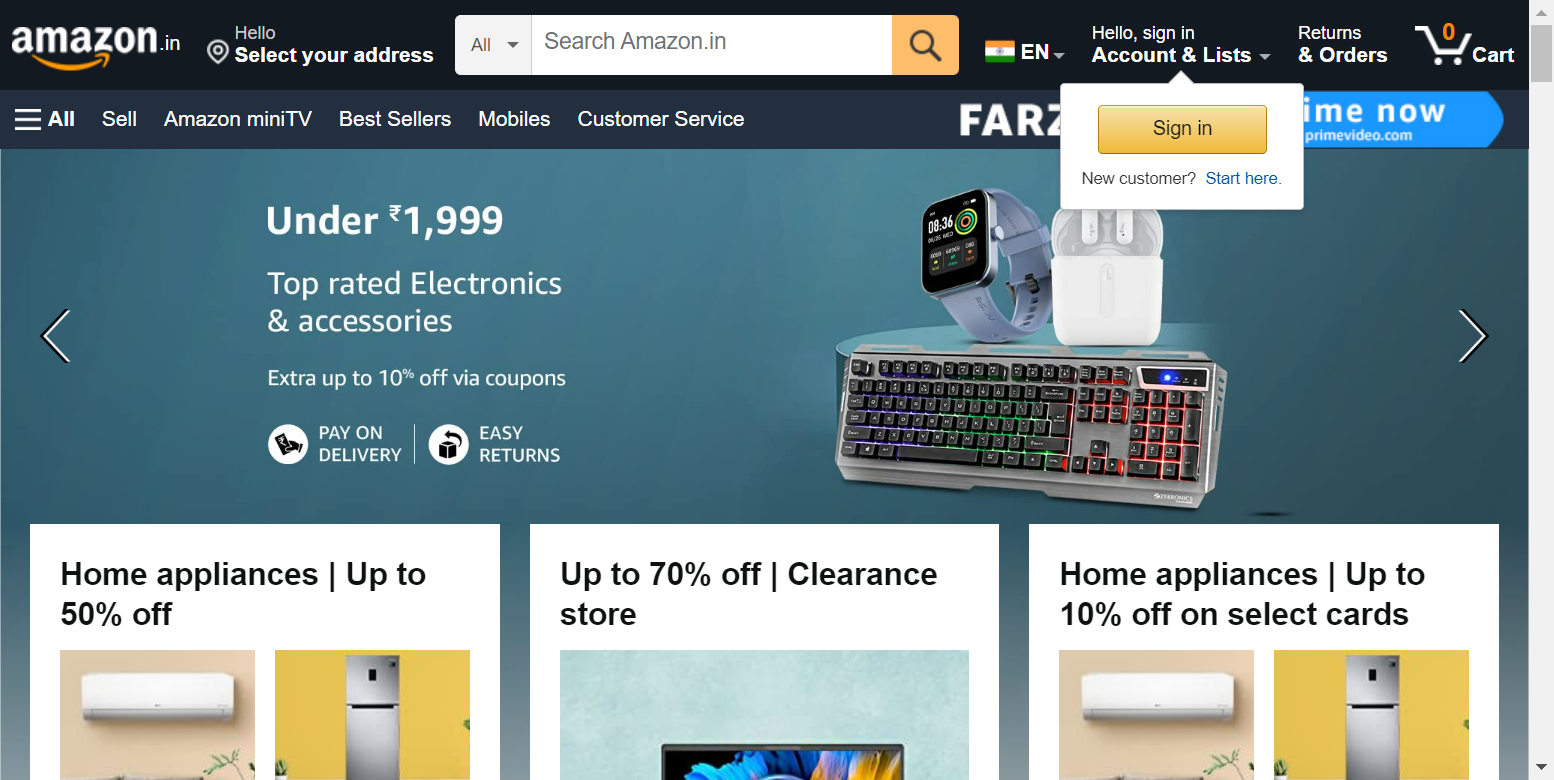 amazon.in
Hello
Select your address
All
Search Amazon.in
EN
Hello, sign in
Account & Lists
Returns
& Orders
0
Cart
All
Sell
Amazon miniTV
Best Sellers
Mobiles
Customer Service
FARZ
ime now
primevideo.com
Sign in
New customer? Start here.
Under ₹1,999
Top rated Electronics
& accessories
Extra up to 10% off via coupons
PAY ON
DELIVERY
EASY
RETURNS
08:36
ZEBRONICS
Home appliances | Up to
50% off
Up to 70% off | Clearance
store
Home appliances | Up to
10% off on select cards